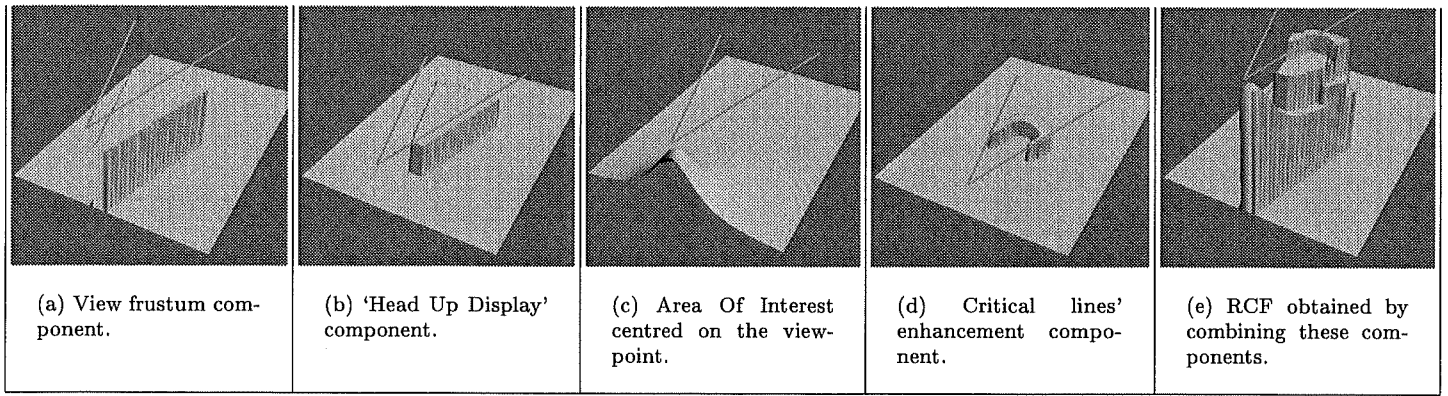 (a) View frustum com-
ponent.
(b) 'Head Up Display'
component.
(c) Area Of Interest
centred on the view-
point.
(d) Critical lines'
enhancement compo-
nent.
(e) RCF obtained by
combining these com-
ponents.